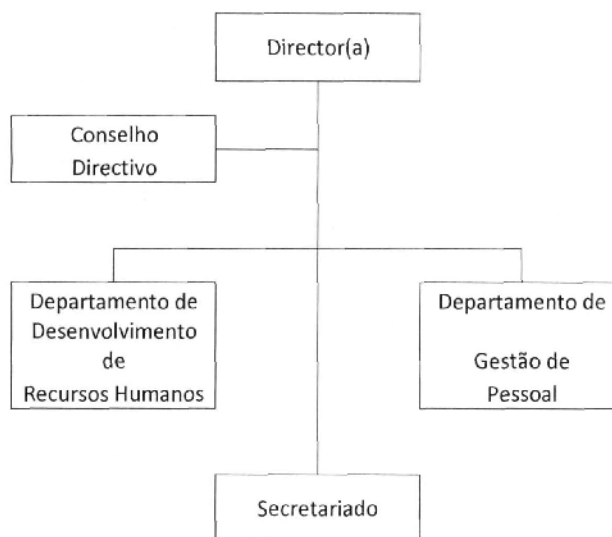 Director(a)
Conselho
Directivo
Departamento de
Desenvolvimento
de
Recursos Humanos
Departamento de
Gestão de
Pessoal
Secretariado